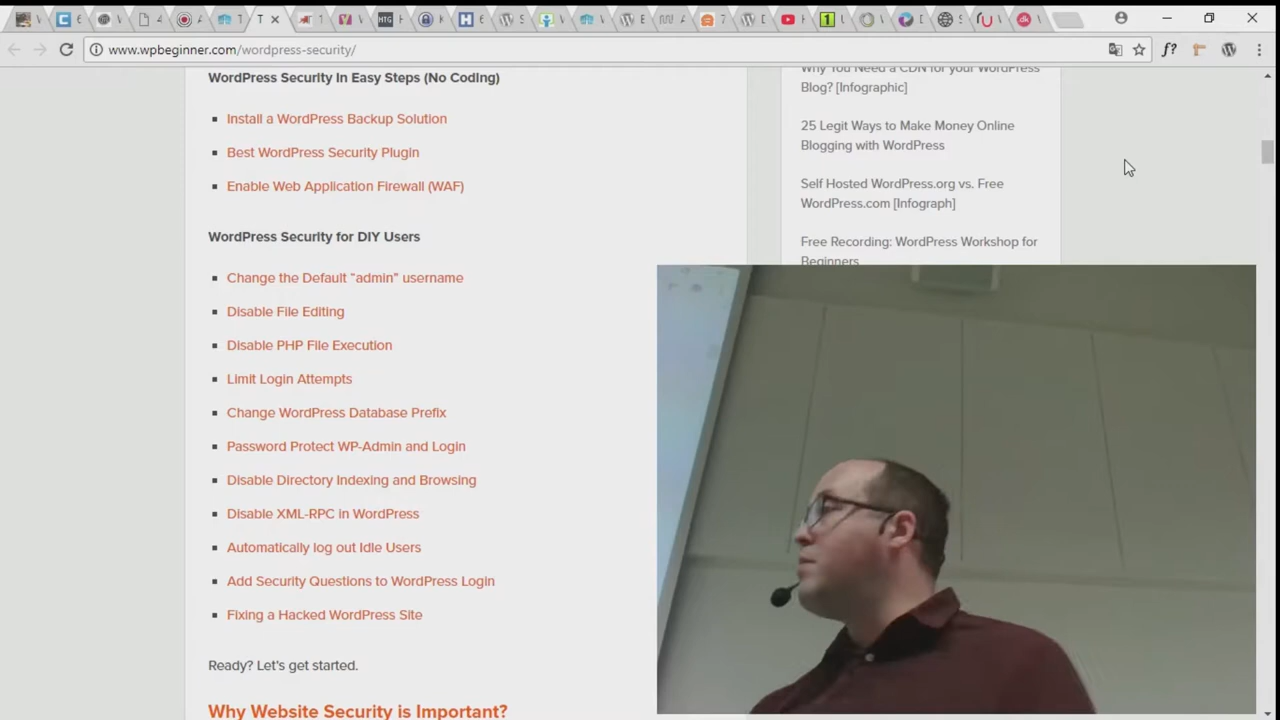 www.wpbeginner.com/wordpress-security/
WordPress Security in Easy Steps (No Coding)
Install a WordPress Backup Solution
Best WordPress Security Plugin
Enable Web Application Firewall (WAF)
WordPress Security for DIY Users
Change the Default “admin” username
Disable File Editing
Disable PHP File Execution
Limit Login Attempts
Change WordPress Database Prefix
Password Protect WP-Admin and Login
Disable Directory Indexing and Browsing
Disable XML-RPC in WordPress
Automatically log out Idle Users
Add Security Questions to WordPress Login
Fixing a Hacked WordPress Site
Ready? Let's get started.
Why Website Security is Important?
Why You Need a CDN for your WordPress
Blog? [Infographic]
25 Legit Ways to Make Money Online
Blogging with WordPress
Self Hosted WordPress.org vs. Free
WordPress.com [Infograph]
Free Recording: WordPress Workshop for
Beginners